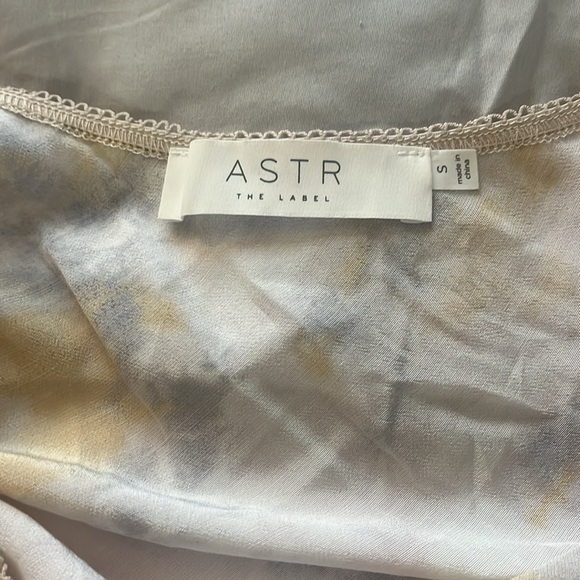 ASTR
THE LABEL
S
made in
china